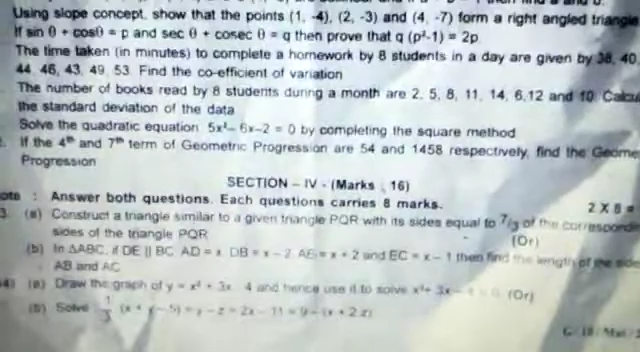 Using slope concept, show that the points (1, -4), (2, -3) and (4, -7) form a right angled triangle
If sin θ + cosθ = p and sec θ + cosec θ = q then prove that q (p²-1) = 2p
The time taken (in minutes) to complete a homework by 8 students in a day are given by 38, 40,
44, 46, 43, 49, 53. Find the co-efficient of variation
The number of books read by 8 students during a month are 2, 5, 8, 11, 14, 6,12 and 10. Calcul
the standard deviation of the data
Solve the quadratic equation 5x² – 6x – 2 = 0 by completing the square method
If the 4th and 7th term of Geometric Progression are 54 and 1458 respectively, find the Geome
Progression
SECTION – IV - (Marks : 16)
ote : Answer both questions. Each questions carries 8 marks. 2 X 8 =
3. (a) Construct a triangle similar to a given triangle PQR with its sides equal to 7/3 of the correspondin
sides of the triangle PQR
(Or)
(b) In ΔABC, if DE || BC, AD = x, DB = x – 2, AE = x + 2 and EC = x – 1 then find the length of the side
AB and AC
4) (a) Draw the graph of y = x² + 3x – 4 and hence use it to solve x² + 3x (Or)
(b) Solve 1/3